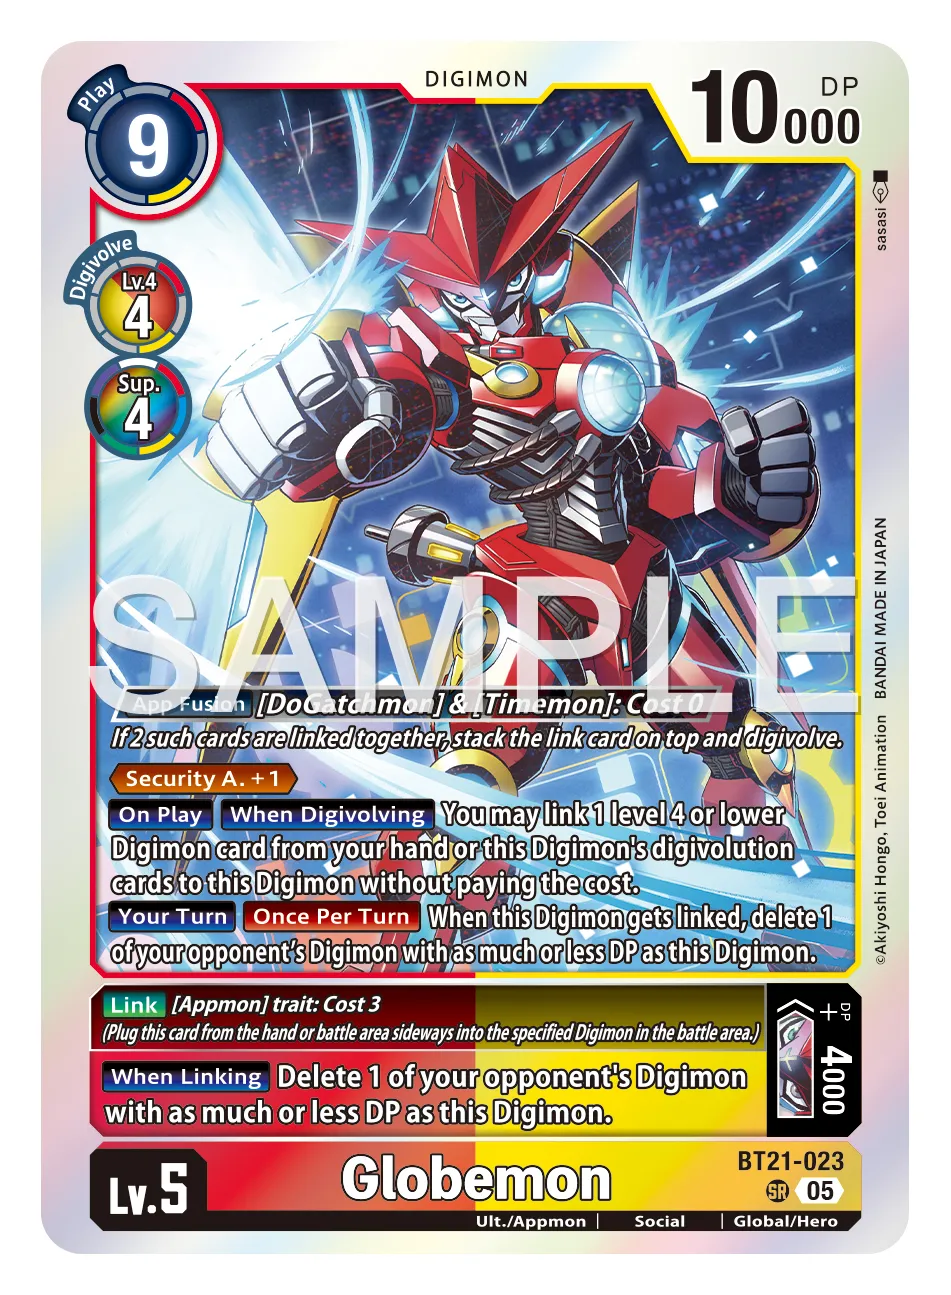 DIGIMON
Play
9
10000
DP
Digivolve
Lv.4
4
Sup.
4
sasasi
SAMPLE
App Fusion [DoGatchmon] & [Timemon]: Cost 0
If 2 such cards are linked together, stack the link card on top and digivolve.
Security A. +1
On Play When Digivolving You may link 1 level 4 or lower
Digimon card from your hand or this Digimon's digivolution
cards to this Digimon without paying the cost.
Your Turn Once Per Turn When this Digimon gets linked, delete 1
of your opponent's Digimon with as much or less DP as this Digimon.
©Akiyoshi Hongo, Toei Animation BANDAI MADE IN JAPAN
Link [Appmon] trait: Cost 3
(Plug this card from the hand or battle area sideways into the specified Digimon in the battle area.)
When Linking Delete 1 of your opponent's Digimon
with as much or less DP as this Digimon.
DP
+4000
Lv.5
Globemon
BT21-023
SR 05
Ult./Appmon | Social | Global/Hero